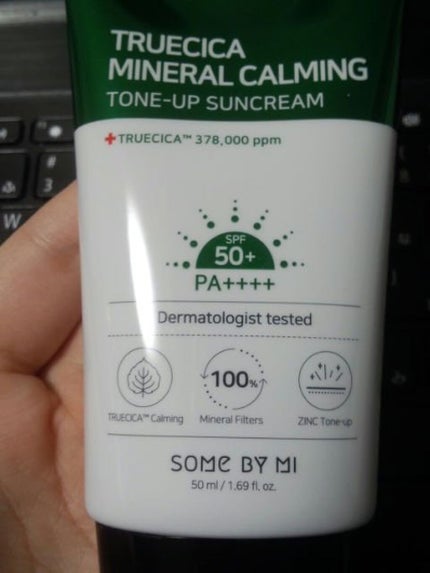 TRUECICA
MINERAL CALMING
TONE-UP SUNCREAM
TRUECICA™ 378,000 ppm
SPF
50+
PA++++
Dermatologist tested
100%
TRUECICA™ Calming
Mineral Filters
ZINC Tone-up
SOME BY MI
50 ml / 1.69 fl. oz.
#
3
W